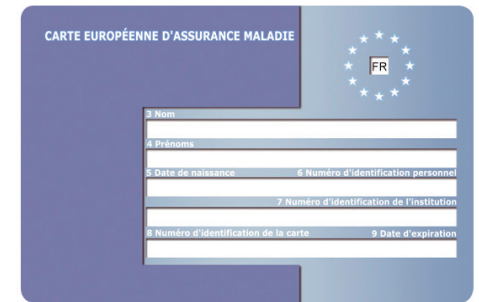 CARTE EUROPÉENNE D'ASSURANCE MALADIE
FR
3 Nom
4 Prénoms
5 Date de naissance 6 Numéro d'identification personnel
7 Numéro d'identification de l'institution
8 Numéro d'identification de la carte 9 Date d'expiration